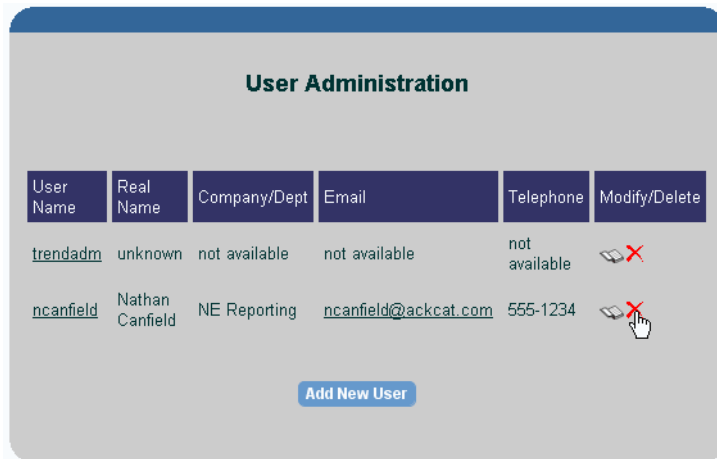 User Administration
User Name Real Name Company/Dept Email Telephone Modify/Delete
trendadm unknown not available not available not available
ncanfield Nathan Canfield NE Reporting ncanfield@ackcat.com 555-1234
Add New User